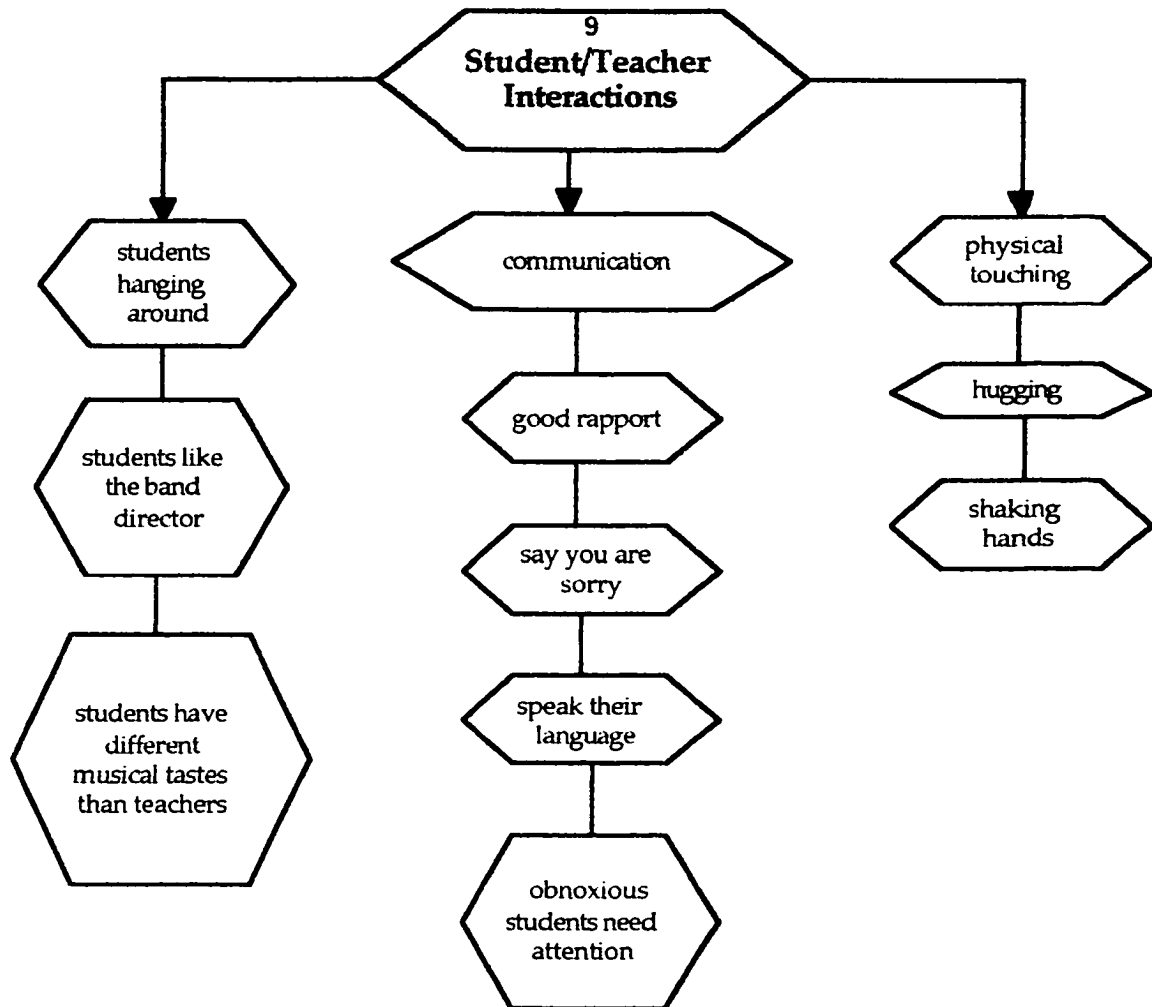 9
Student/Teacher
Interactions
students
hanging
around
students like
the band
director
students have
different
musical tastes
than teachers
communication
good rapport
say you are
sorry
speak their
language
obnoxious
students need
attention
physical
touching
hugging
shaking
hands